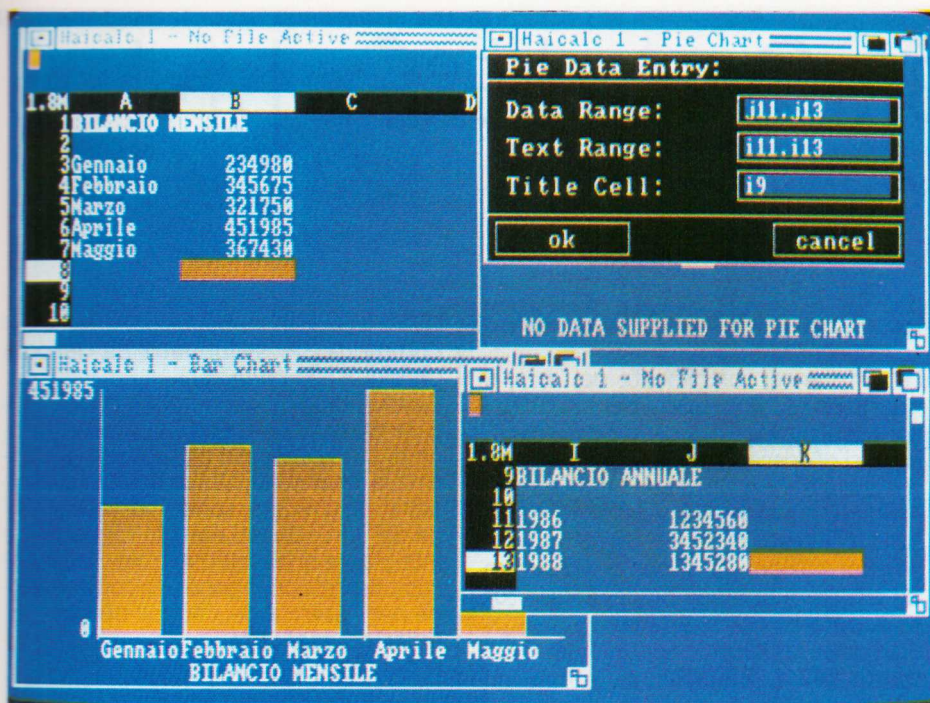 Haicalc 1 - No File Active
1.8M A B C D
1 BILANCIO MENSILE
2
3 Gennaio 234980
4 Febbraio 345675
5 Marzo 321750
6 Aprile 451985
7 Maggio 367430
8
9
10
Haicalc 1 - Pie Chart
Pie Data Entry:
Data Range: j11.j13
Text Range: i11.i13
Title Cell: i9
ok cancel
NO DATA SUPPLIED FOR PIE CHART
Haicalc 1 - Bar Chart
451985
0
Gennaio Febbraio Marzo Aprile Maggio
BILANCIO MENSILE
Haicalc 1 - No File Active
1.8M I J K
9 BILANCIO ANNUALE
10
11 1986 1234560
12 1987 3452340
13 1988 1345280